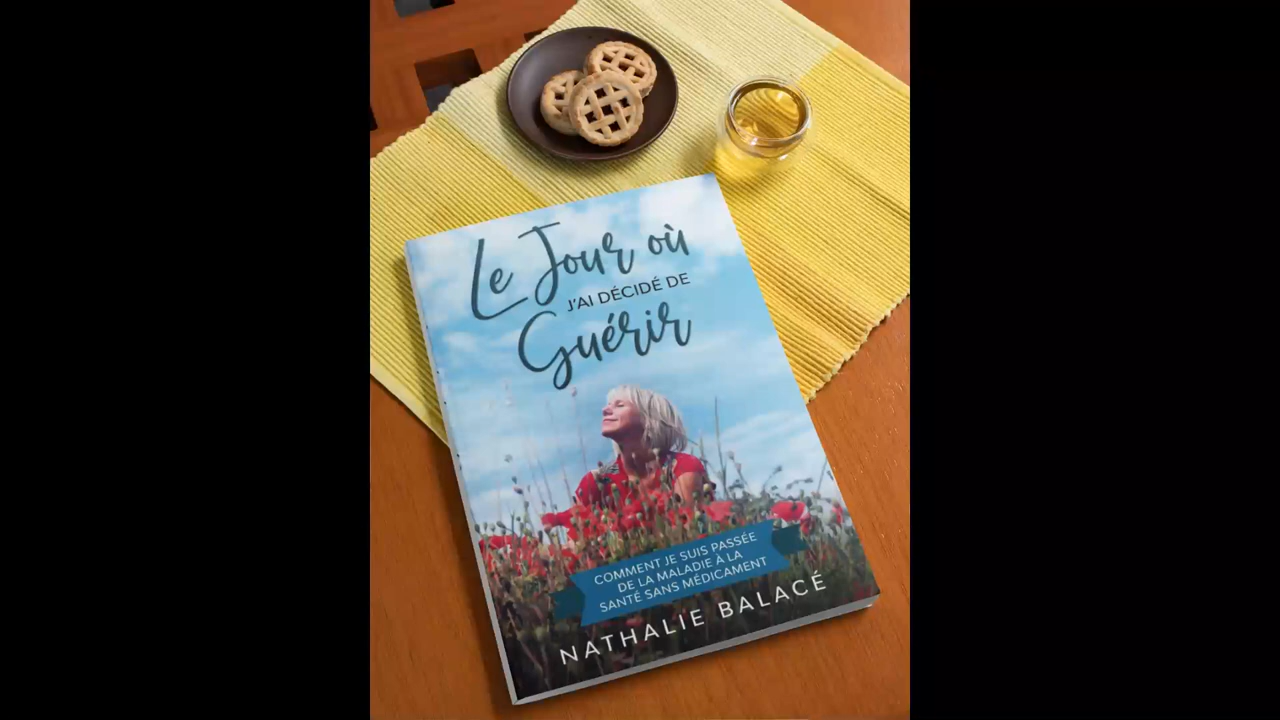 Le Jour où
J'AI DÉCIDÉ DE
Guérir
COMMENT JE SUIS PASSÉE
DE LA MALADIE À LA
SANTÉ SANS MÉDICAMENT
NATHALIE BALACÉ